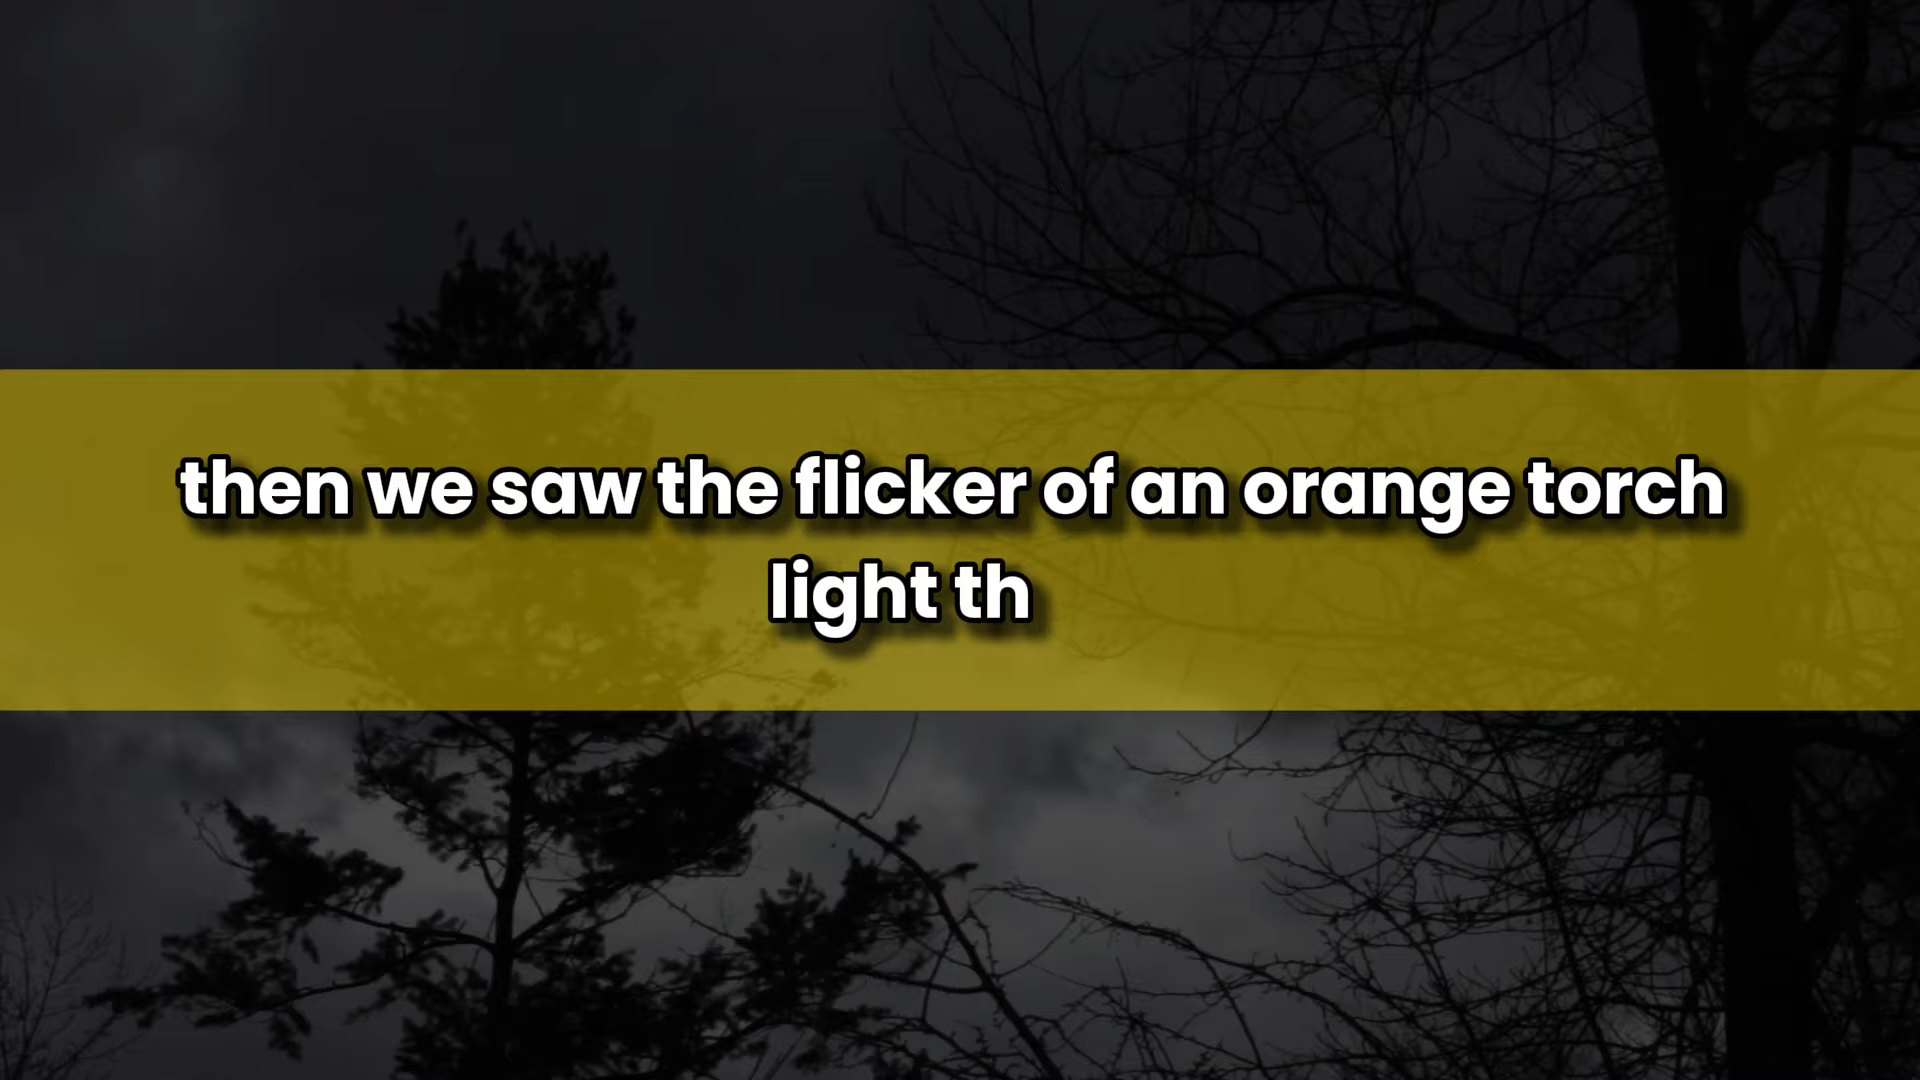 then we saw the flicker of an orange torch
light th